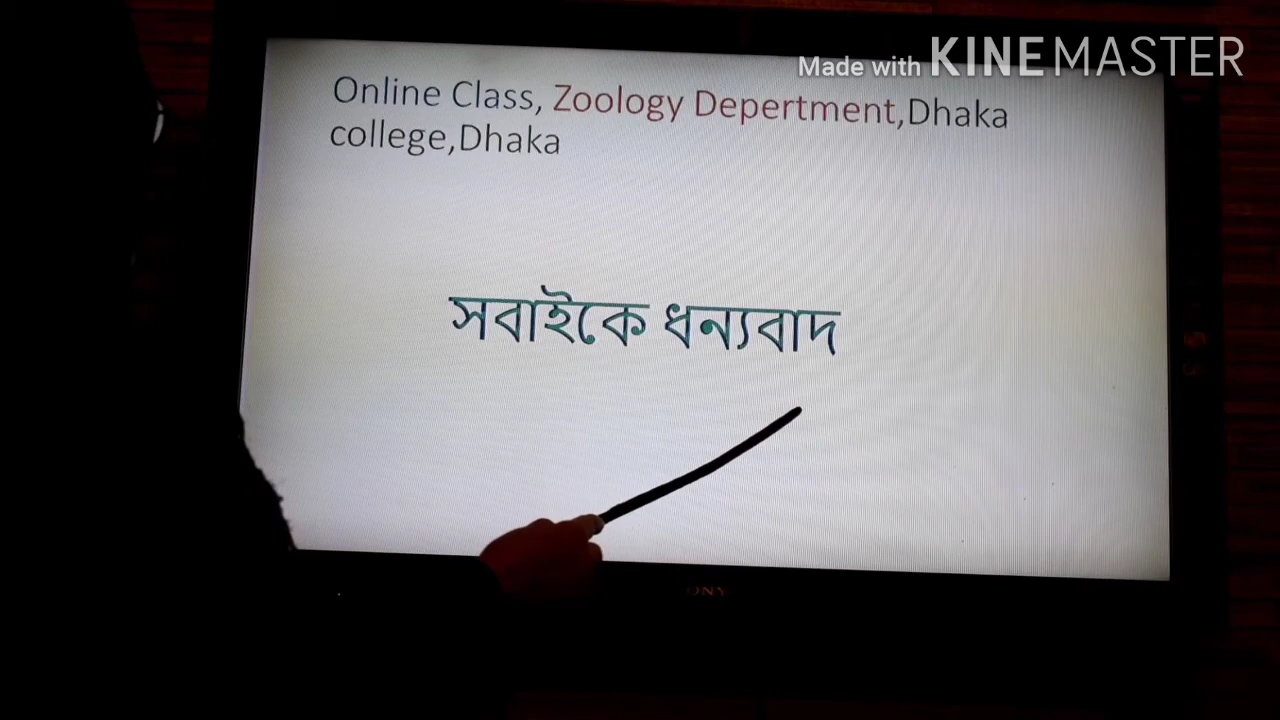 Made with KINEMASTER
Online Class, Zoology Depertment,Dhaka
college,Dhaka
সবাইকে ধন্যবাদ